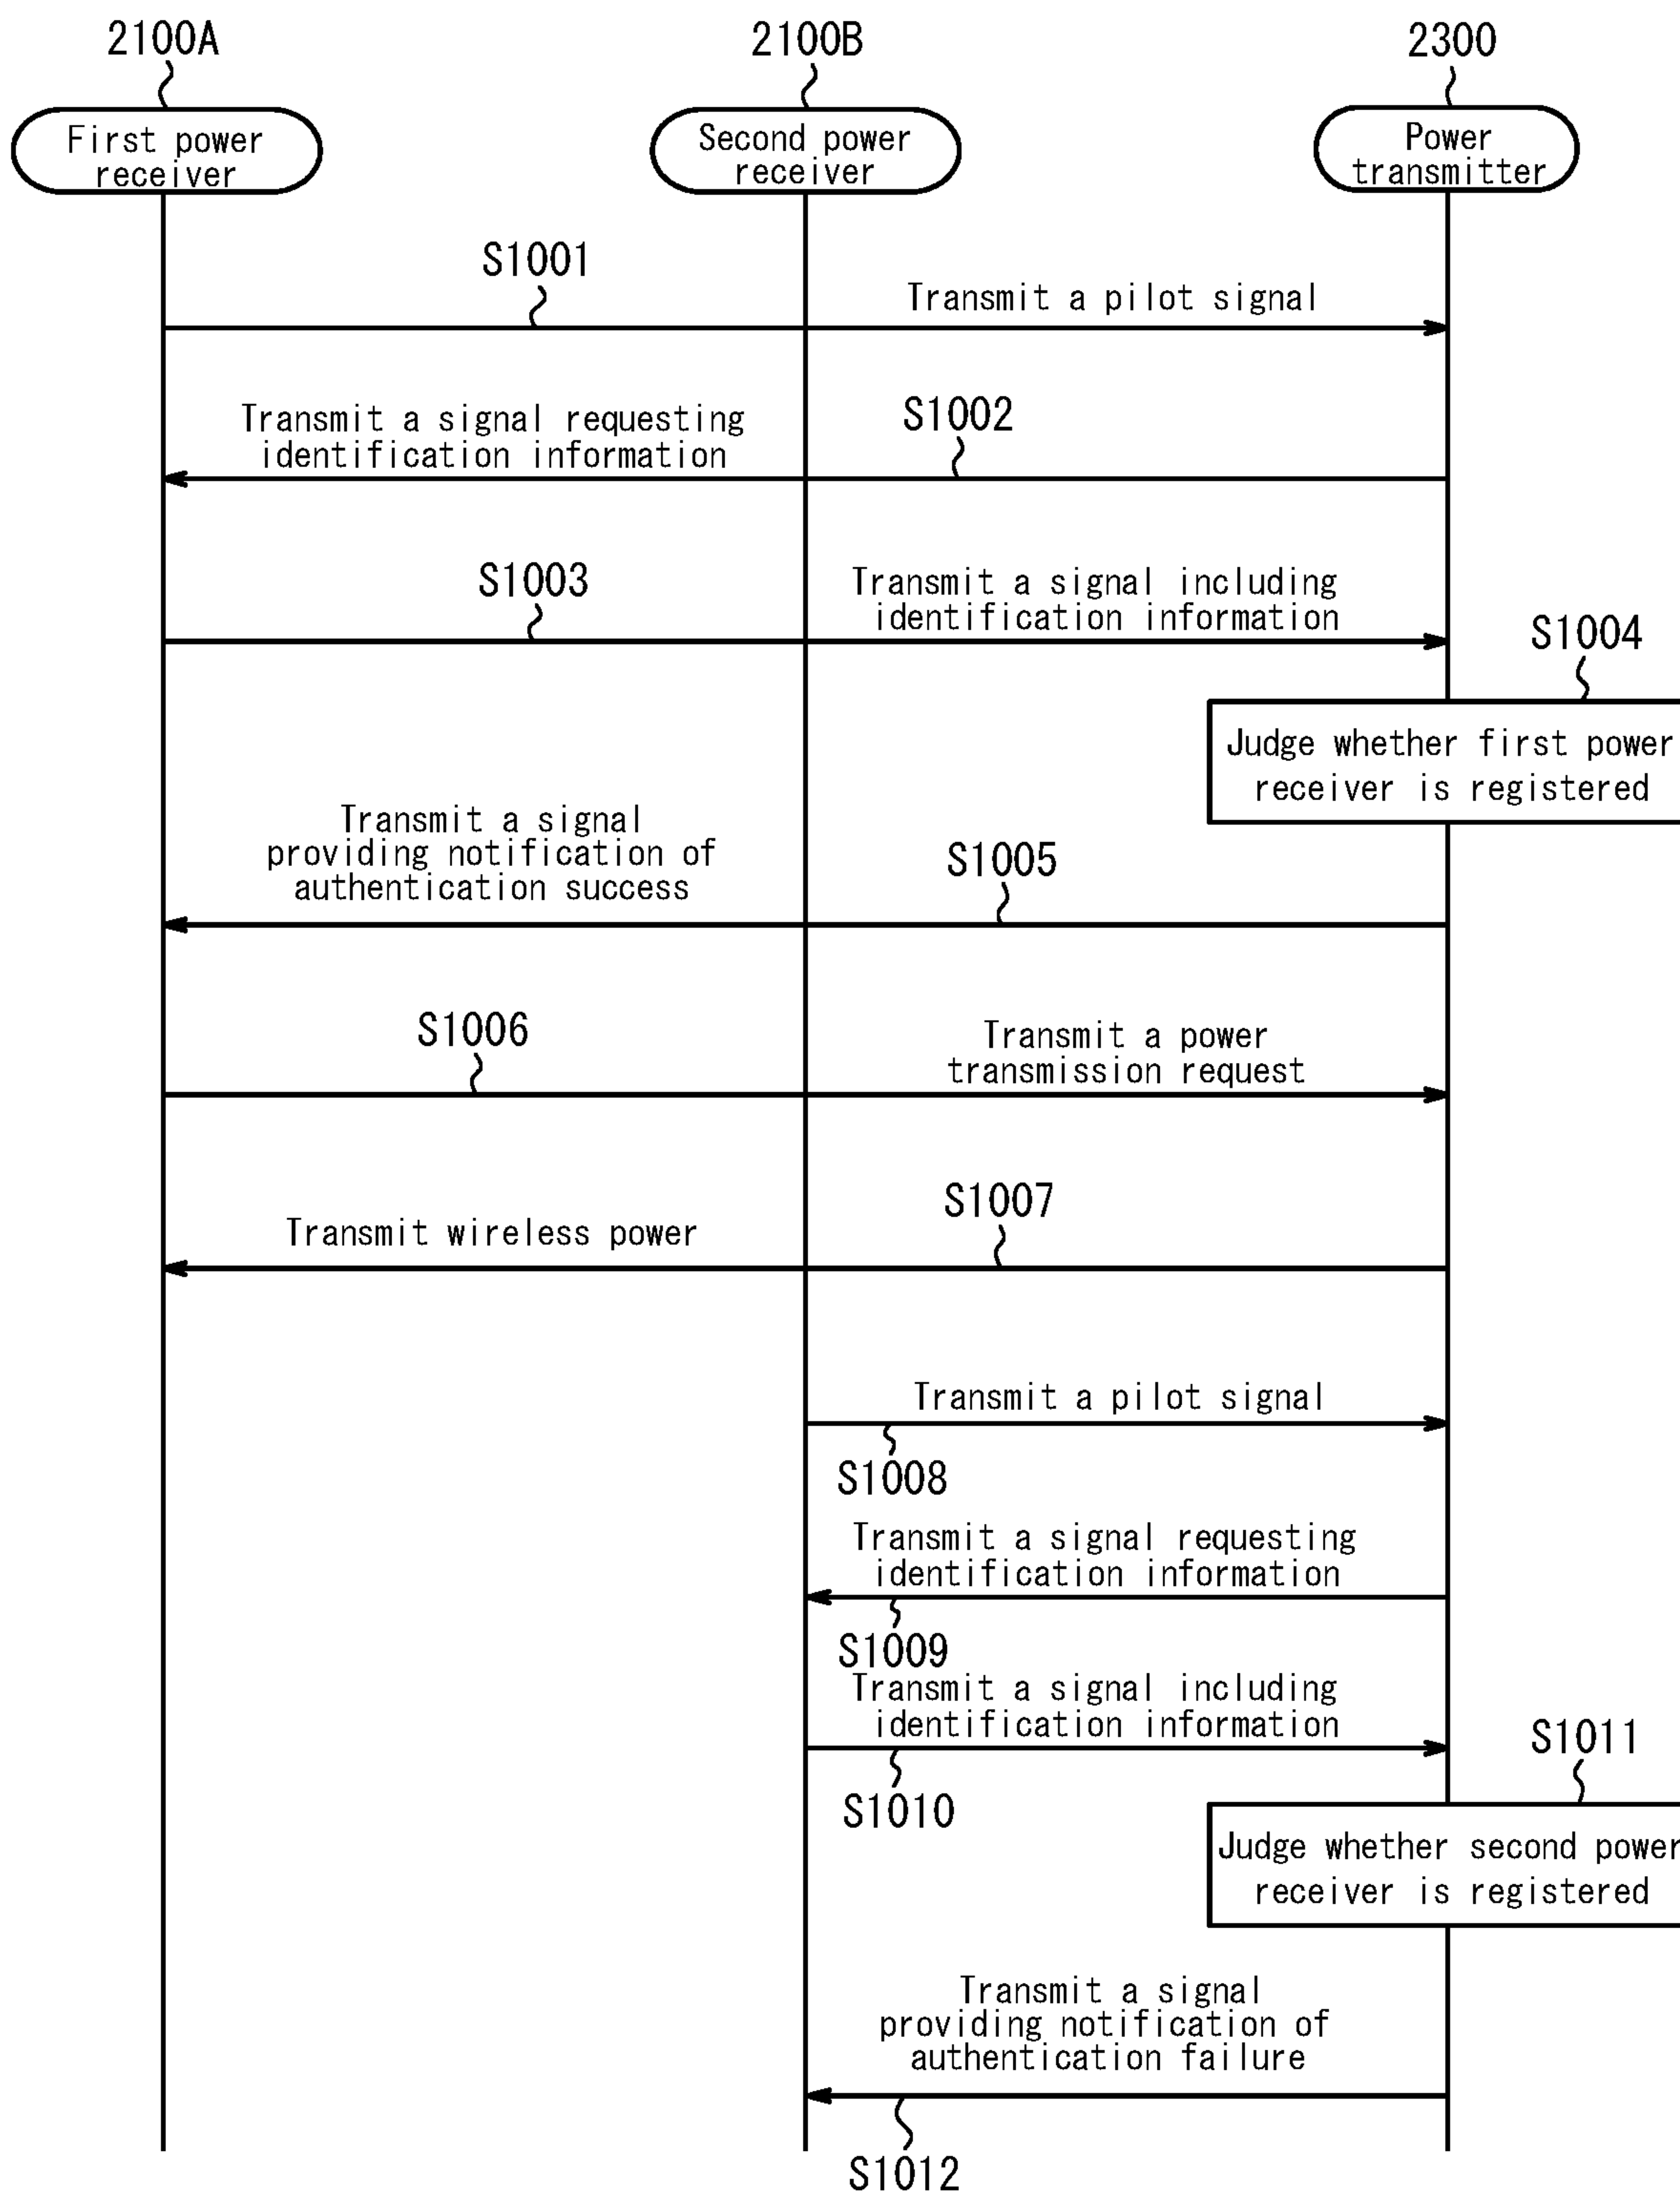 2100A
2100B
2300
First power
receiver
Second power
receiver
Power
transmitter
S1001
Transmit a pilot signal
Transmit a signal requesting
identification information
S1002
S1003
Transmit a signal including
identification information
S1004
Judge whether first power
receiver is registered
Transmit a signal
providing notification of
authentication success
S1005
S1006
Transmit a power
transmission request
S1007
Transmit wireless power
Transmit a pilot signal
S1008
Transmit a signal requesting
identification information
S1009
Transmit a signal including
identification information
S1010
S1011
Judge whether second power
receiver is registered
Transmit a signal
providing notification of
authentication failure
S1012